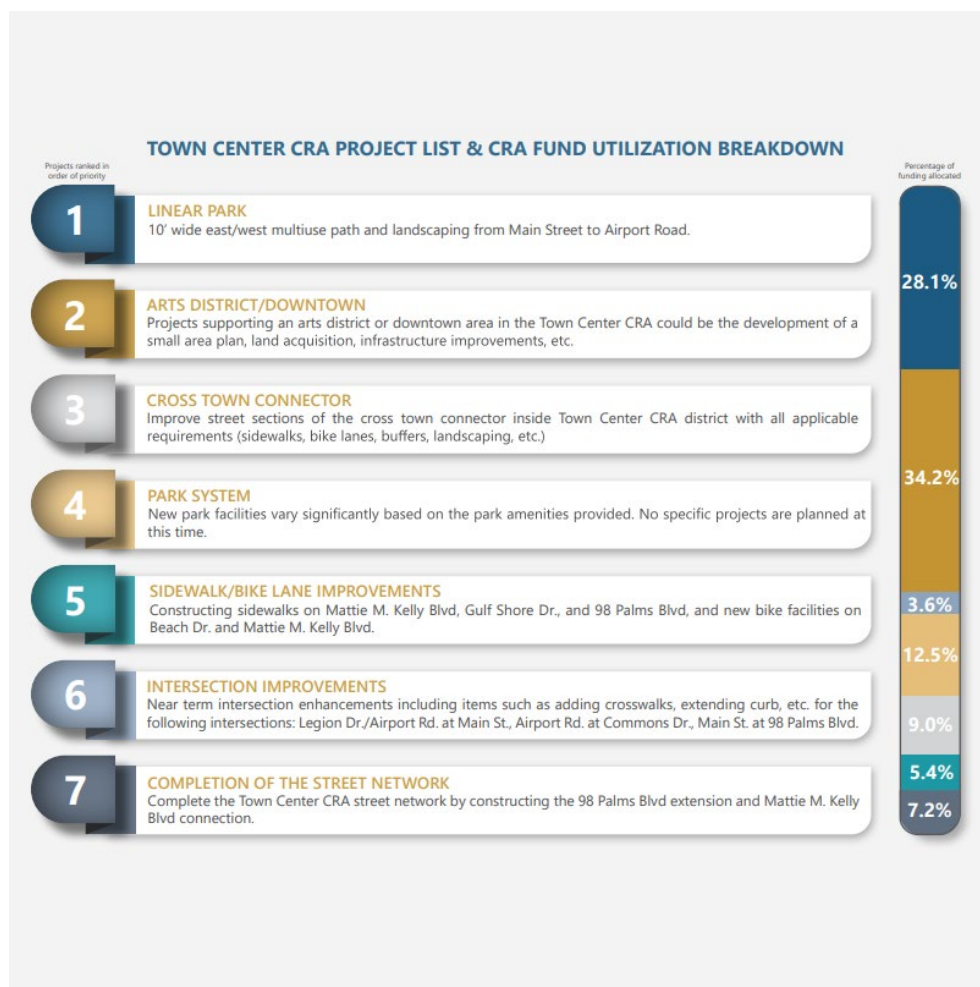 TOWN CENTER CRA PROJECT LIST & CRA FUND UTILIZATION BREAKDOWN
Projects ranked in
order of priority
Percentage of
funding allocated
1
LINEAR PARK
10' wide east/west multiuse path and landscaping from Main Street to Airport Road.
2
ARTS DISTRICT/DOWNTOWN
Projects supporting an arts district or downtown area in the Town Center CRA could be the development of a
small area plan, land acquisition, infrastructure improvements, etc.
3
CROSS TOWN CONNECTOR
Improve street sections of the cross town connector inside Town Center CRA district with all applicable
requirements (sidewalks, bike lanes, buffers, landscaping, etc.)
4
PARK SYSTEM
New park facilities vary significantly based on the park amenities provided. No specific projects are planned at
this time.
5
SIDEWALK/BIKE LANE IMPROVEMENTS
Constructing sidewalks on Mattie M. Kelly Blvd, Gulf Shore Dr., and 98 Palms Blvd, and new bike facilities on
Beach Dr. and Mattie M. Kelly Blvd.
6
INTERSECTION IMPROVEMENTS
Near term intersection enhancements including items such as adding crosswalks, extending curb, etc. for the
following intersections: Legion Dr./Airport Rd. at Main St., Airport Rd. at Commons Dr., Main St. at 98 Palms Blvd.
7
COMPLETION OF THE STREET NETWORK
Complete the Town Center CRA street network by constructing the 98 Palms Blvd extension and Mattie M. Kelly
Blvd connection.
28.1%
34.2%
3.6%
12.5%
9.0%
5.4%
7.2%